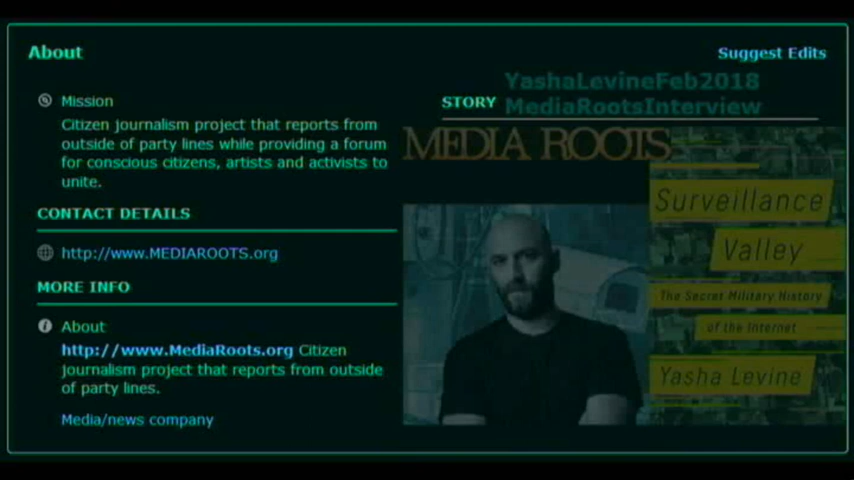 About
Suggest Edits
Mission
Citizen journalism project that reports from
outside of party lines while providing a forum
for conscious citizens, artists and activists to
unite.
CONTACT DETAILS
http://www.MEDIAROOTS.org
MORE INFO
About
http://www.MediaRoots.org Citizen
journalism project that reports from outside
of party lines.
Media/news company
YashaLevineFeb2018
STORY MediaRootsInterview
MEDIA ROOTS
Surveillance
Valley
The Secret Military History
of the Internet
Yasha Levine